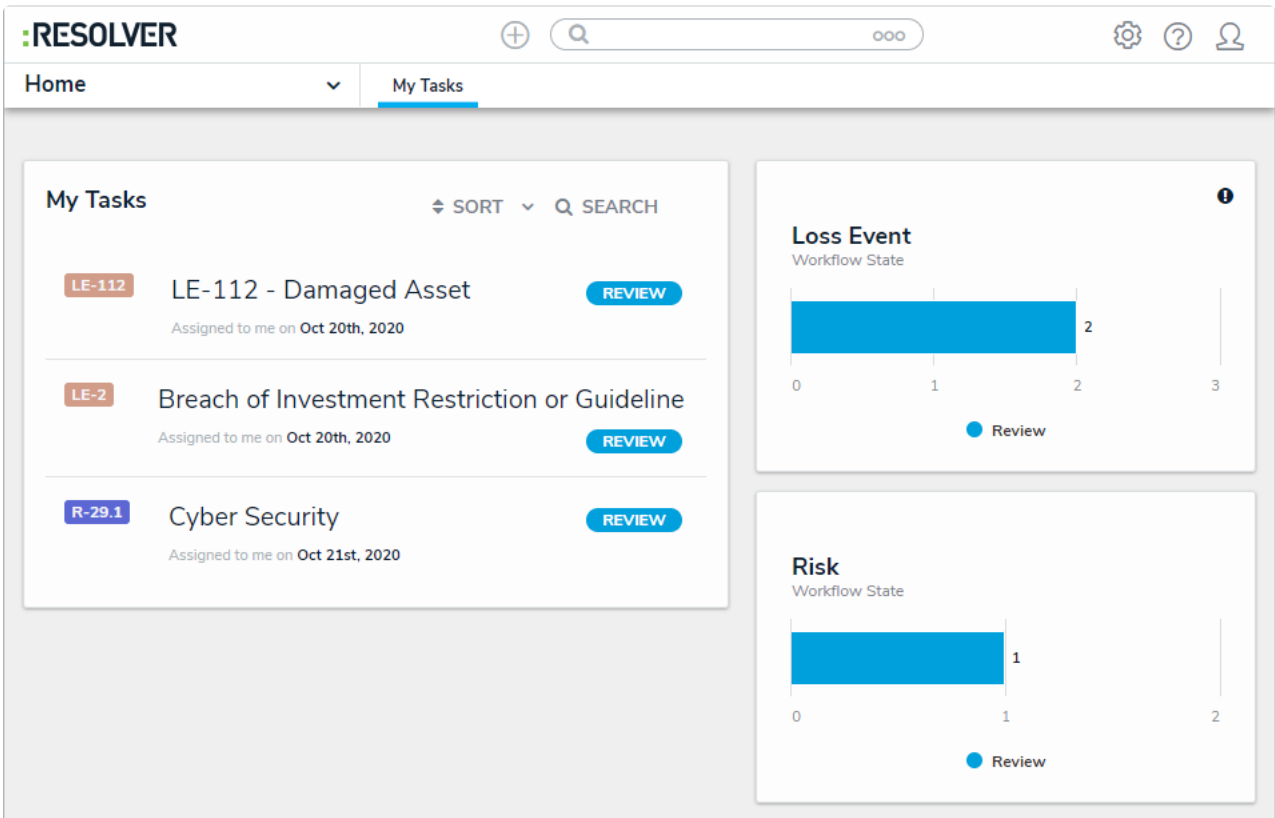 :RESOLVER
ooo
Home
My Tasks
My Tasks
SORT
SEARCH
LE-112
LE-112 - Damaged Asset
REVIEW
Assigned to me on Oct 20th, 2020
LE-2
Breach of Investment Restriction or Guideline
Assigned to me on Oct 20th, 2020
REVIEW
R-29.1
Cyber Security
REVIEW
Assigned to me on Oct 21st, 2020
Loss Event
Workflow State
2
0 1 2 3
Review
Risk
Workflow State
1
0 1 2
Review